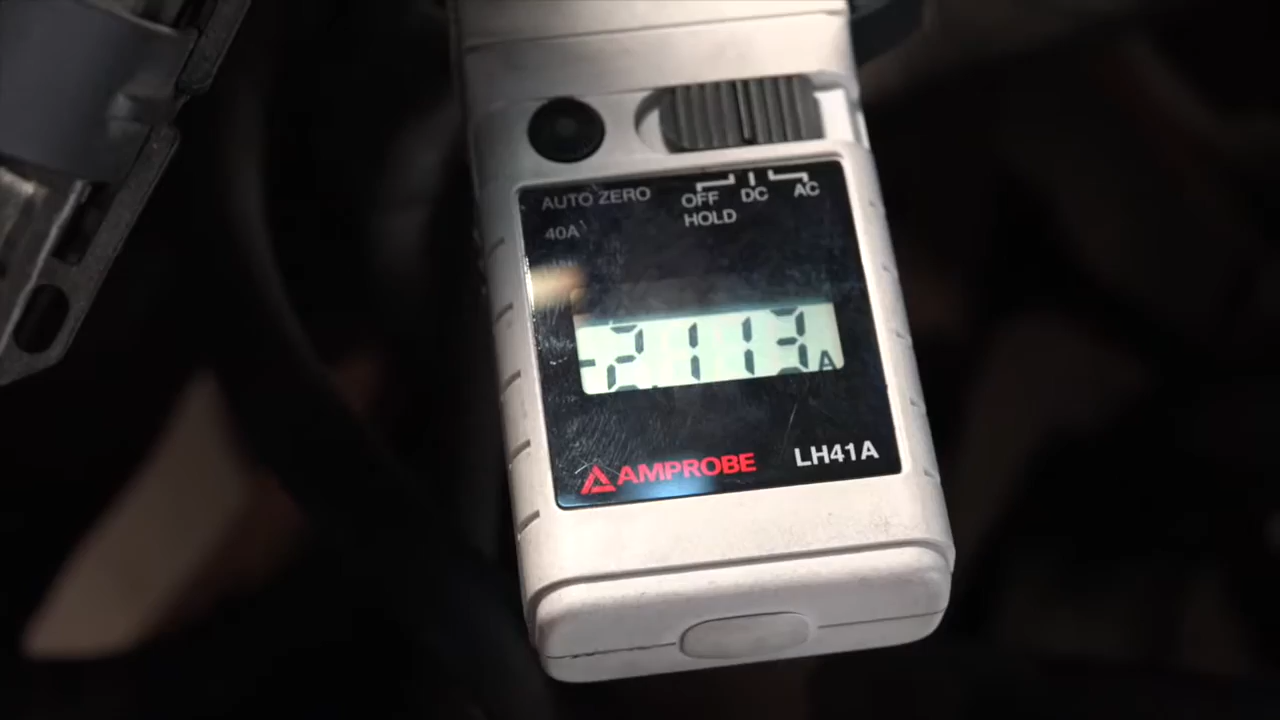 AUTO ZERO
OFF DC AC
HOLD
40A
-2.113 A
AMPROBE LH41A